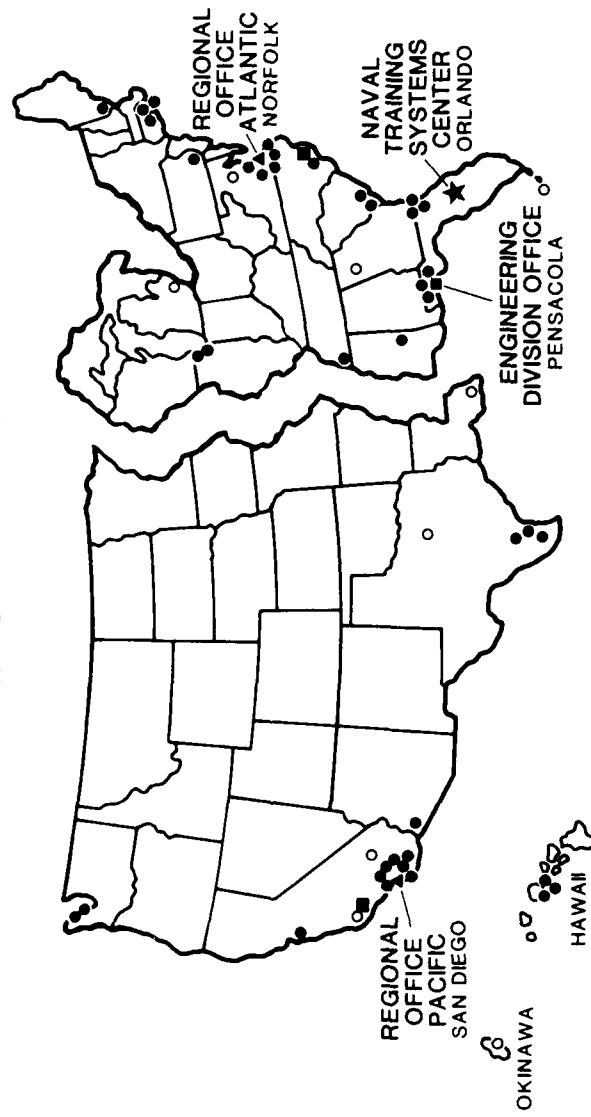 REGIONAL
OFFICE
ATLANTIC
NORFOLK
NAVAL
TRAINING
SYSTEMS
CENTER
ORLANDO
ENGINEERING
DIVISION OFFICE
PENSACOLA
REGIONAL
OFFICE
PACIFIC
SAN DIEGO
HAWAII
OKINAWA